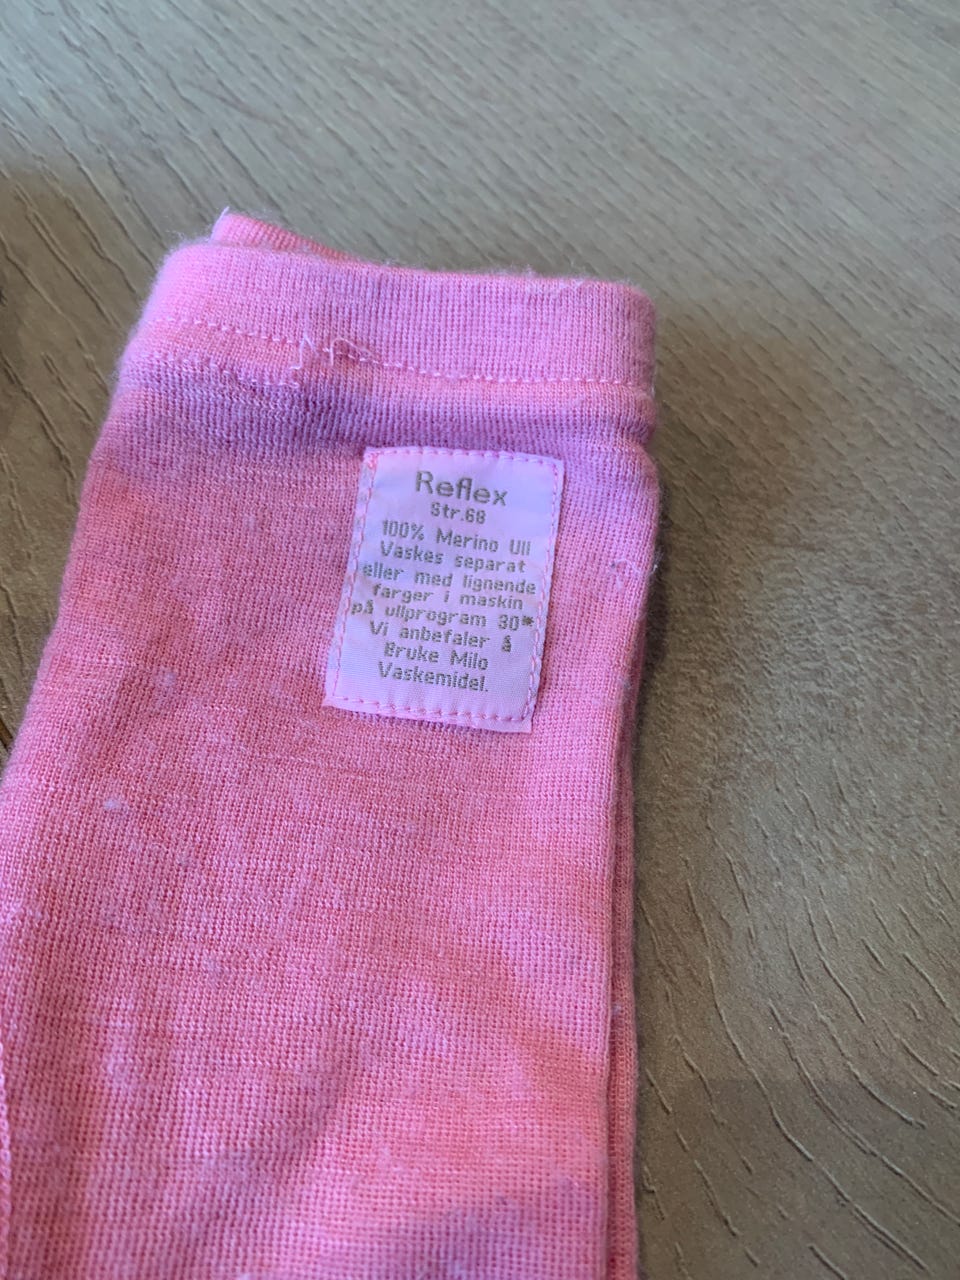 Reflex
Str.68
100% Merino Ull
Vaskes separat
eller med lignende
farger i maskin
på ullprogram 30*
Vi anbefaler å
Bruke Milo
Vaskemidel.